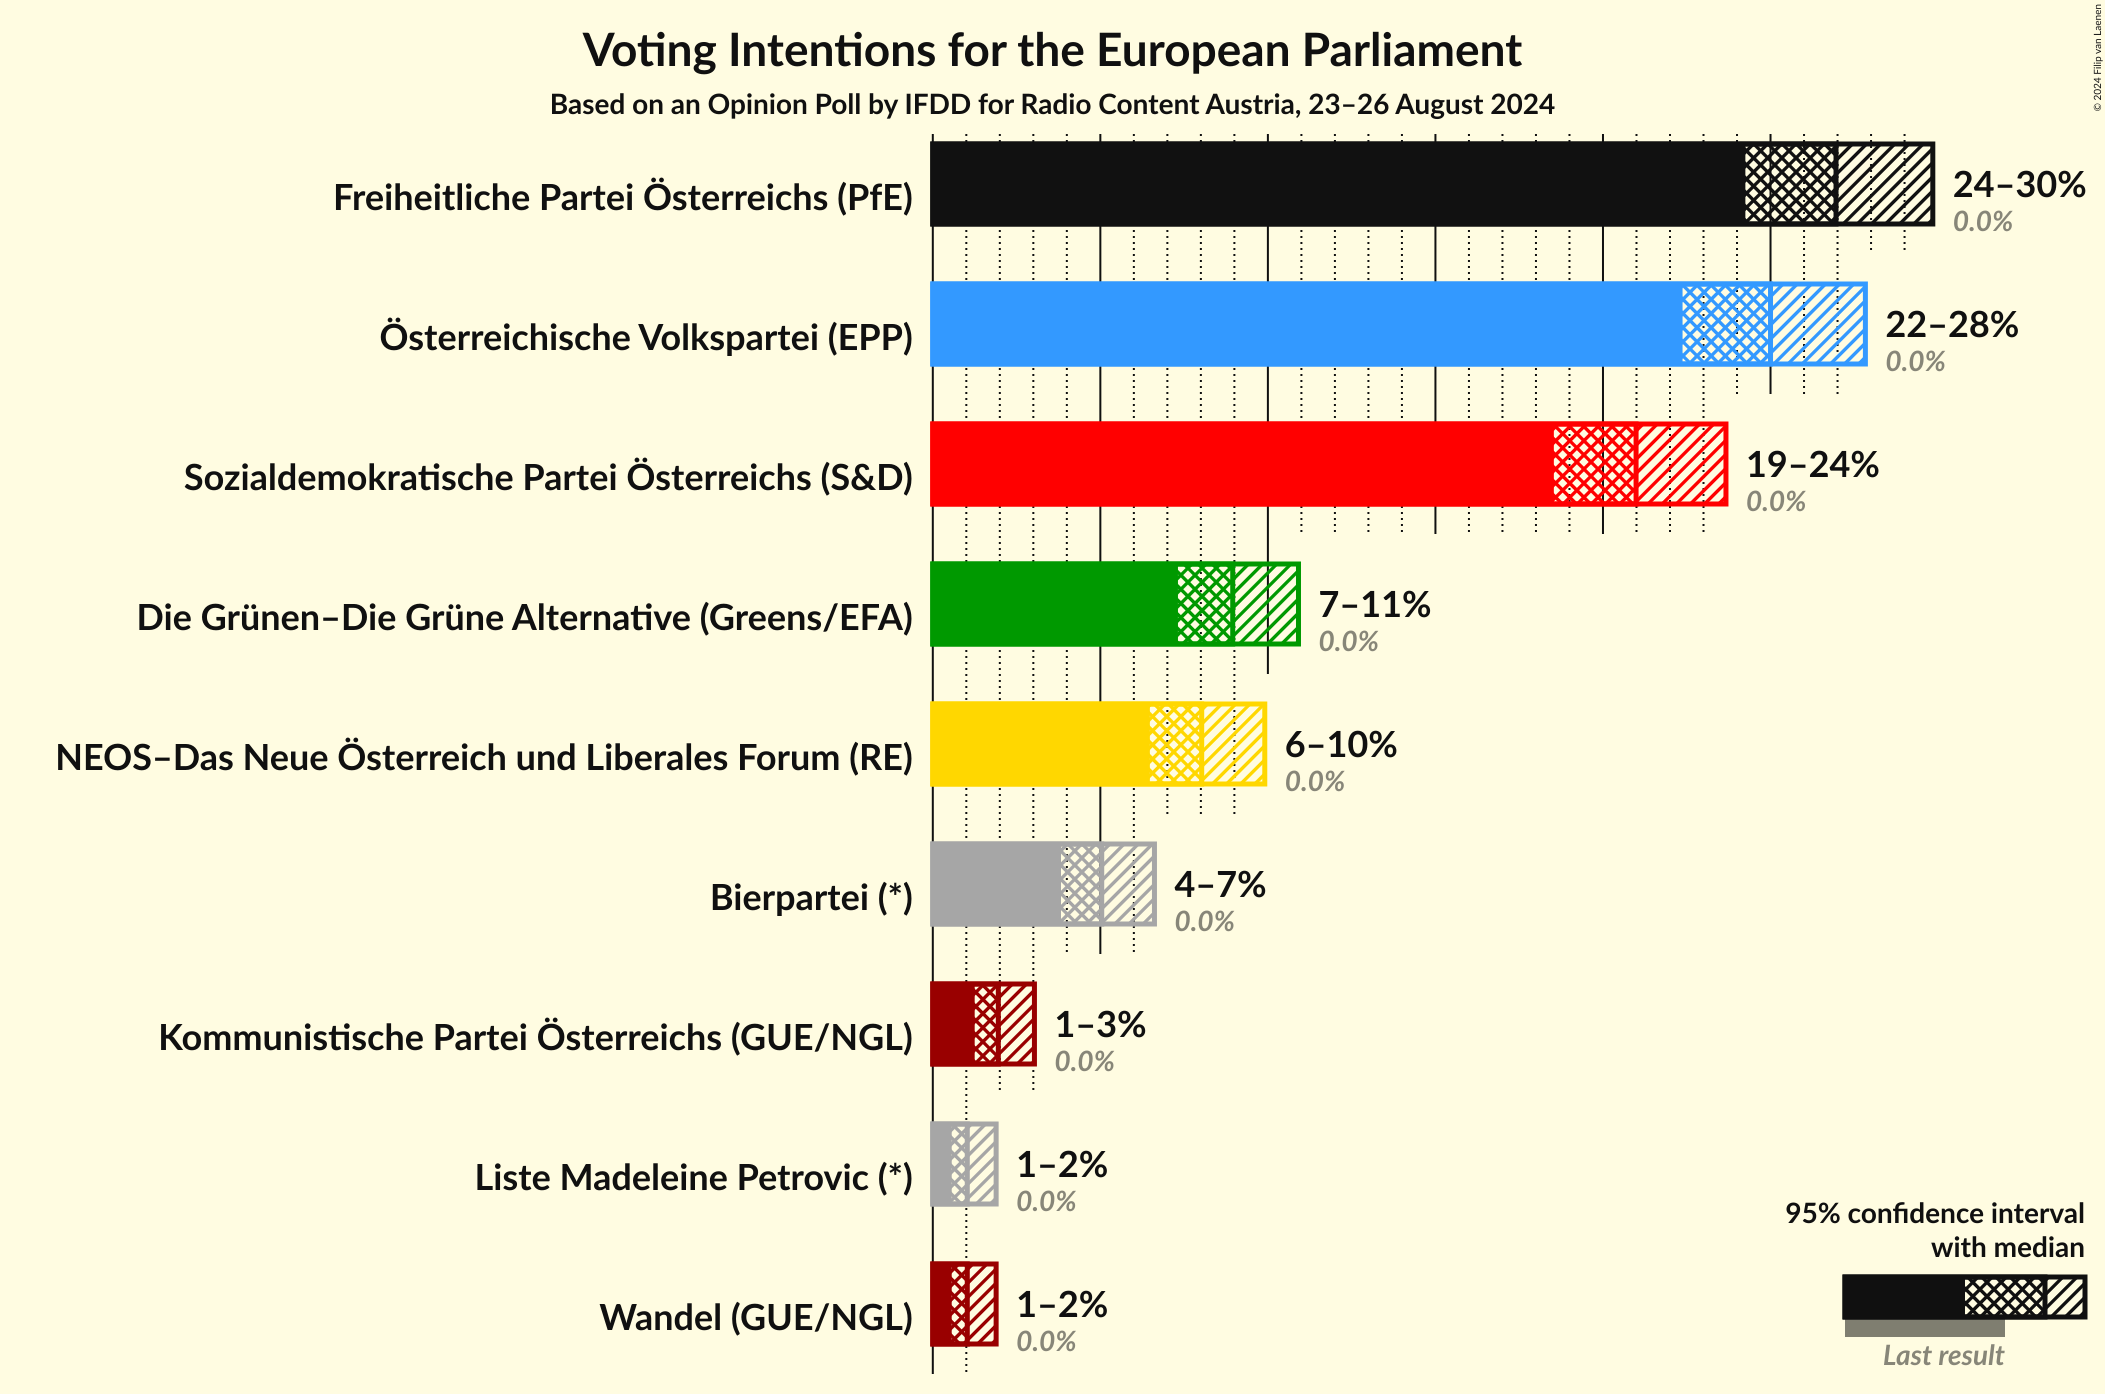 Voting Intentions for the European Parliament
Based on an Opinion Poll by IFDD for Radio Content Austria, 23–26 August 2024
© 2024 Filip van Laenen
Freiheitliche Partei Österreichs (PfE)
24–30%
0.0%
Österreichische Volkspartei (EPP)
22–28%
0.0%
Sozialdemokratische Partei Österreichs (S&D)
19–24%
0.0%
Die Grünen–Die Grüne Alternative (Greens/EFA)
7–11%
0.0%
NEOS–Das Neue Österreich und Liberales Forum (RE)
6–10%
0.0%
Bierpartei (*)
4–7%
0.0%
Kommunistische Partei Österreichs (GUE/NGL)
1–3%
0.0%
Liste Madeleine Petrovic (*)
1–2%
0.0%
Wandel (GUE/NGL)
1–2%
0.0%
95% confidence interval
with median
Last result